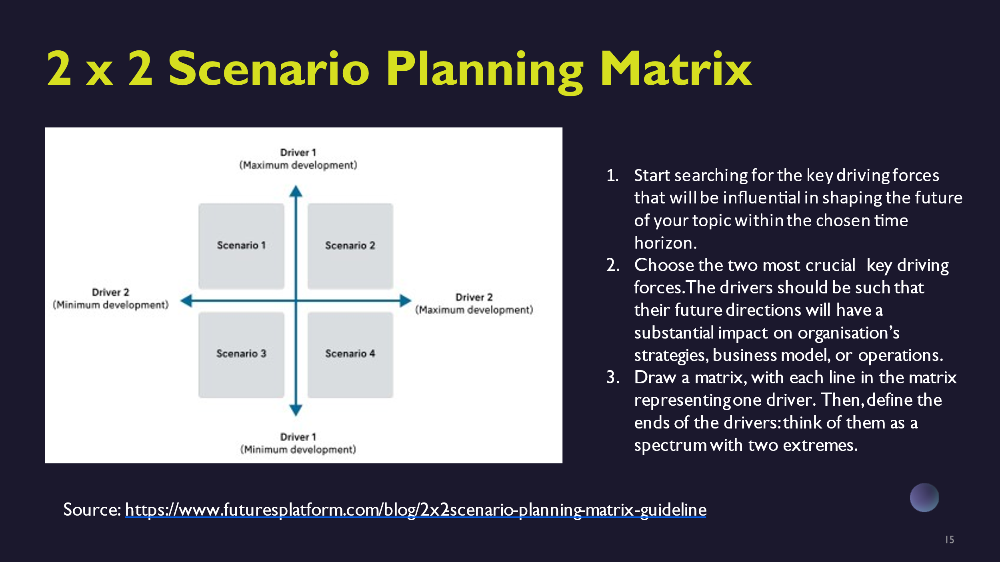 2 x 2 Scenario Planning Matrix
Driver 1
(Maximum development)
Scenario 1
Scenario 2
Driver 2
(Minimum development)
Driver 2
(Maximum development)
Scenario 3
Scenario 4
Driver 1
(Minimum development)
1. Start searching for the key driving forces
that will be influential in shaping the future
of your topic within the chosen time
horizon.
2. Choose the two most crucial key driving
forces. The drivers should be such that
their future directions will have a
substantial impact on organisation’s
strategies, business model, or operations.
3. Draw a matrix, with each line in the matrix
representing one driver. Then, define the
ends of the drivers: think of them as a
spectrum with two extremes.
Source: https://www.futuresplatform.com/blog/2x2-scenario-planning-matrix-guideline
15